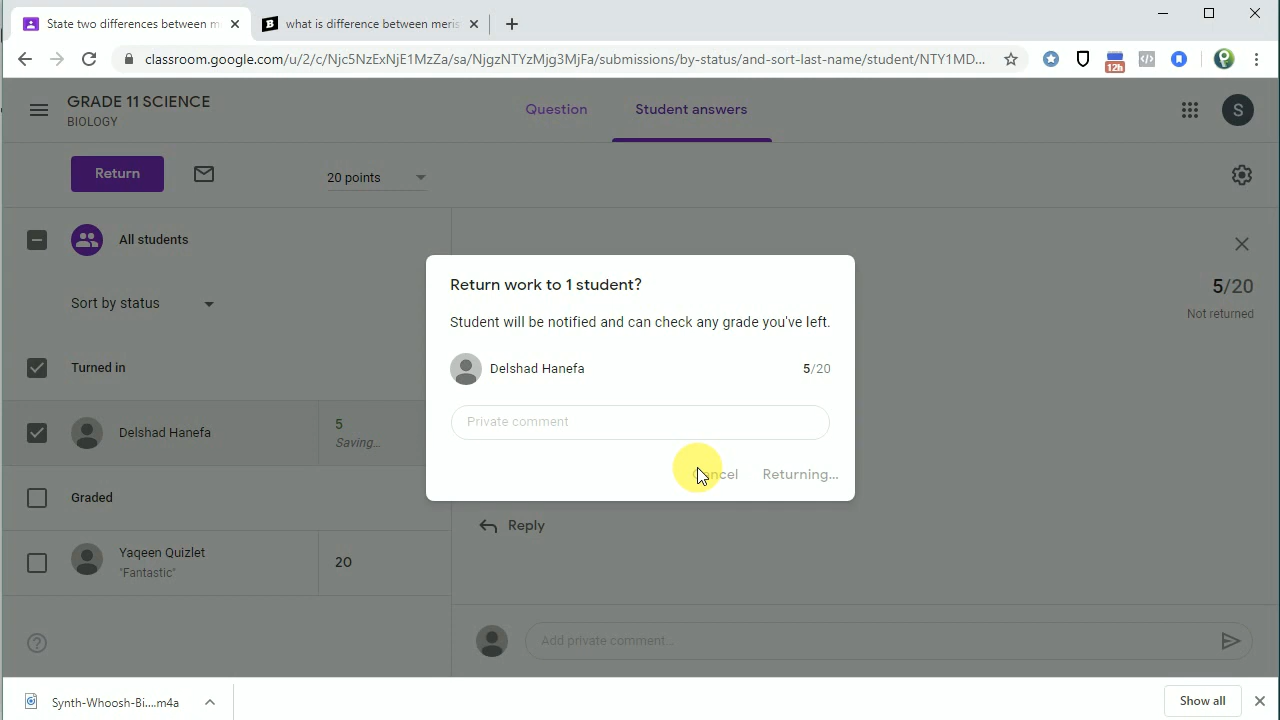 State two differences between m
what is difference between meris
classroom.google.com/u/2/c/Njc5NzExNjE1MzZa/sa/NjgzNTYzMjg3MjFa/submissions/by-status/and-sort-last-name/student/NTY1MD...
12h
GRADE 11 SCIENCE
BIOLOGY
Question
Student answers
S
Return
20 points
All students
Sort by status
5/20
Not returned
Turned in
Delshad Hanefa
5
Saving...
Graded
Yaqeen Quizlet
"Fantastic"
20
Return work to 1 student?
Student will be notified and can check any grade you've left.
Delshad Hanefa
5/20
Private comment
Cancel
Returning...
Reply
Add private comment...
Synth-Whoosh-Bi....m4a
Show all